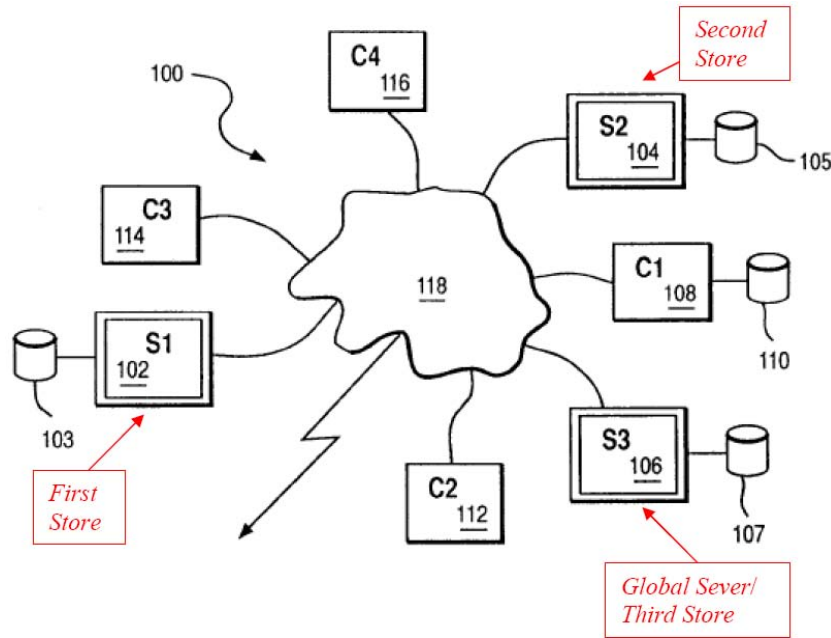 Second
Store
C4
116
100
S2
104
105
C3
114
C1
108
118
110
S1
102
103
S3
106
First
Store
C2
112
107
Global Sever/
Third Store